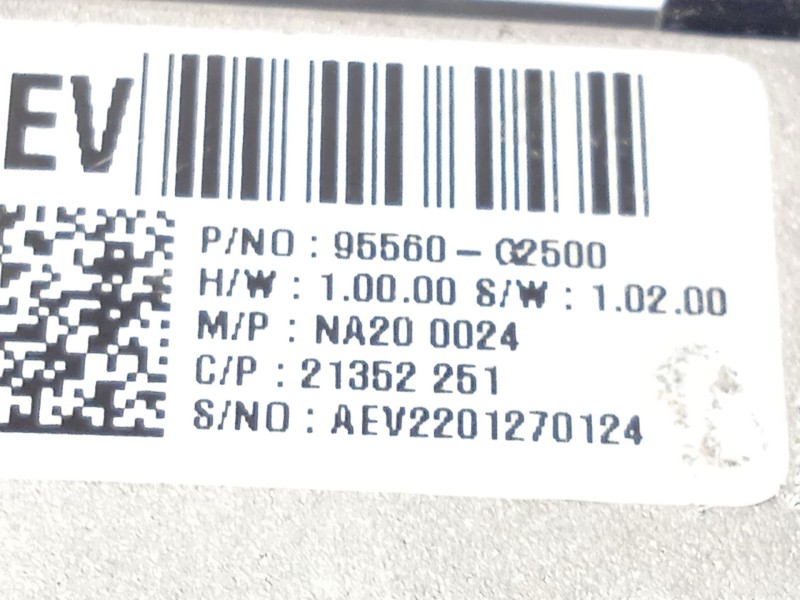 EV
P/NO : 95560 - G2500
H/W : 1.00.00 S/W : 1.02.00
M/P : NA20 0024
C/P : 21352 251
S/NO : AEV2201270124